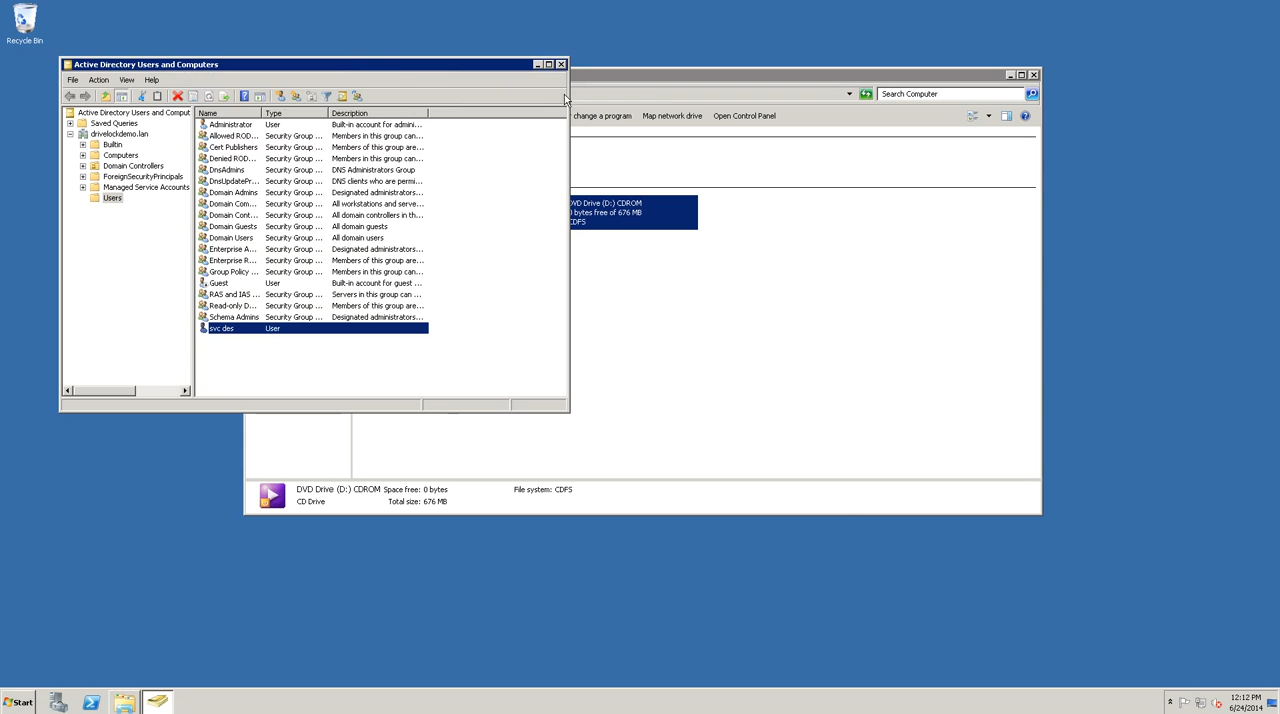 Recycle Bin
Active Directory Users and Computers
File Action View Help
Active Directory Users and Comput
Saved Queries
drivelockdemo.lan
Builtin
Computers
Domain Controllers
ForeignSecurityPrincipals
Managed Service Accounts
Users
Name Type Description
Administrator User Built-in account for admini...
Allowed ROD... Security Group ... Members in this group can...
Cert Publishers Security Group ... Members of this group are...
Denied ROD... Security Group ... Members in this group can...
DnsAdmins Security Group ... DNS Administrators Group
DnsUpdatePr... Security Group ... DNS clients who are permi...
Domain Admins Security Group ... Designated administrators...
Domain Com... Security Group ... All workstations and serve...
Domain Cont... Security Group ... All domain controllers in th...
Domain Guests Security Group ... All domain guests
Domain Users Security Group ... All domain users
Enterprise A... Security Group ... Designated administrators...
Enterprise R... Security Group ... Members of this group are...
Group Policy ... Security Group ... Members in this group can...
Guest User Built-in account for guest ...
RAS and IAS ... Security Group ... Servers in this group can ...
Read-only D... Security Group ... Members of this group are...
Schema Admins Security Group ... Designated administrators...
svc des User
Search Computer
change a program Map network drive Open Control Panel
DVD Drive (D:) CDROM
0 bytes free of 676 MB
CDFS
DVD Drive (D:) CDROM Space free: 0 bytes File system: CDFS
CD Drive Total size: 676 MB
Start
12:12 PM
6/24/2014